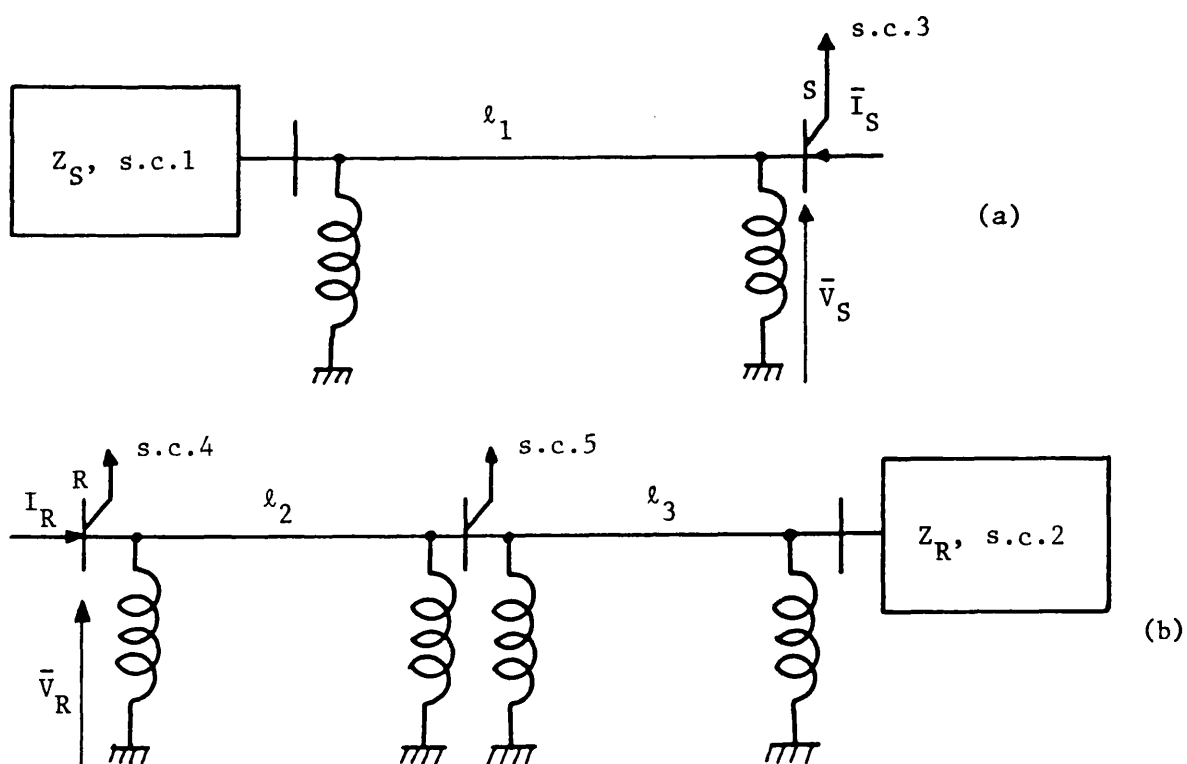 s.c.3
S
Ī_S
ℓ_1
Z_S, s.c.1
(a)
V̄_S
s.c.4
s.c.5
R
I_R
ℓ_2
ℓ_3
Z_R, s.c.2
(b)
V̄_R